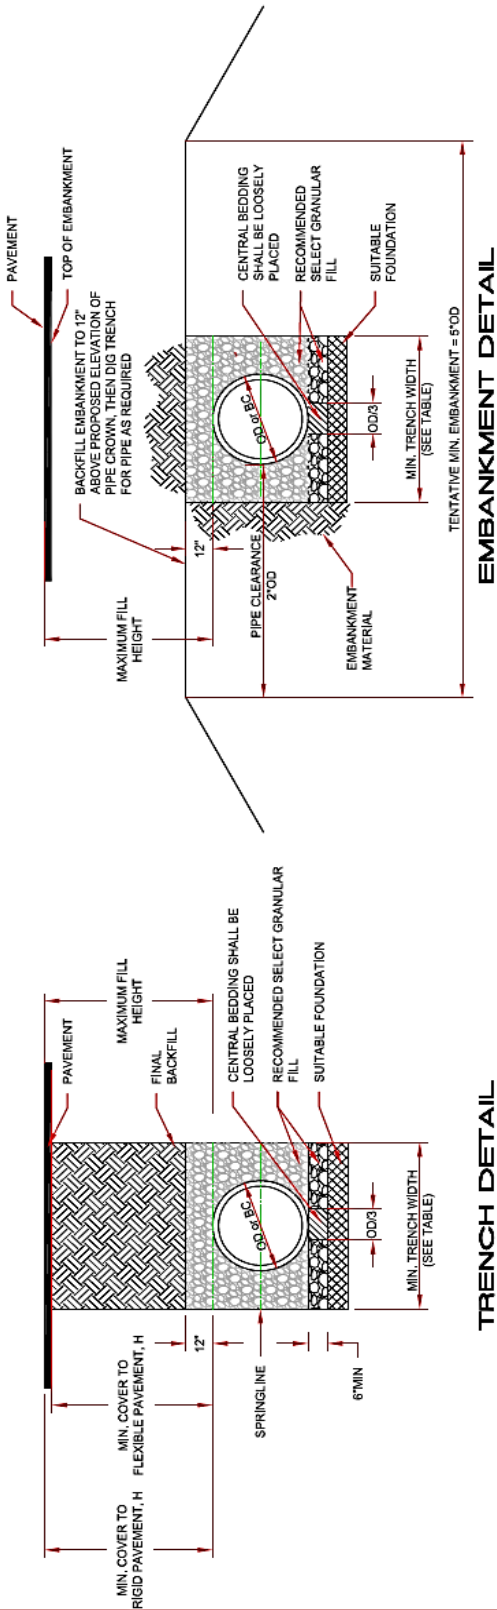 MIN. COVER TO
RIGID PAVEMENT, H
MIN. COVER TO
FLEXIBLE PAVEMENT, H
12"
SPRINGLINE
6"MIN
PAVEMENT
FINAL
BACKFILL
MAXIMUM FILL
HEIGHT
CENTRAL BEDDING SHALL BE
LOOSELY PLACED
RECOMMENDED SELECT GRANULAR
FILL
SUITABLE FOUNDATION
OD or BC
OD/3
MIN. TRENCH WIDTH
(SEE TABLE)
TRENCH DETAIL
MAXIMUM FILL
HEIGHT
PAVEMENT
TOP OF EMBANKMENT
BACKFILL EMBANKMENT TO 12"
ABOVE PROPOSED ELEVATION OF
PIPE CROWN, THEN DIG TRENCH
FOR PIPE AS REQUIRED
12"
PIPE CLEARANCE
2*OD
EMBANKMENT
MATERIAL
OD or BC
CENTRAL BEDDING
SHALL BE LOOSELY
PLACED
RECOMMENDED
SELECT GRANULAR
FILL
SUITABLE
FOUNDATION
OD/3
MIN. TRENCH WIDTH
(SEE TABLE)
TENTATIVE MIN. EMBANKMENT = 5*OD
EMBANKMENT DETAIL